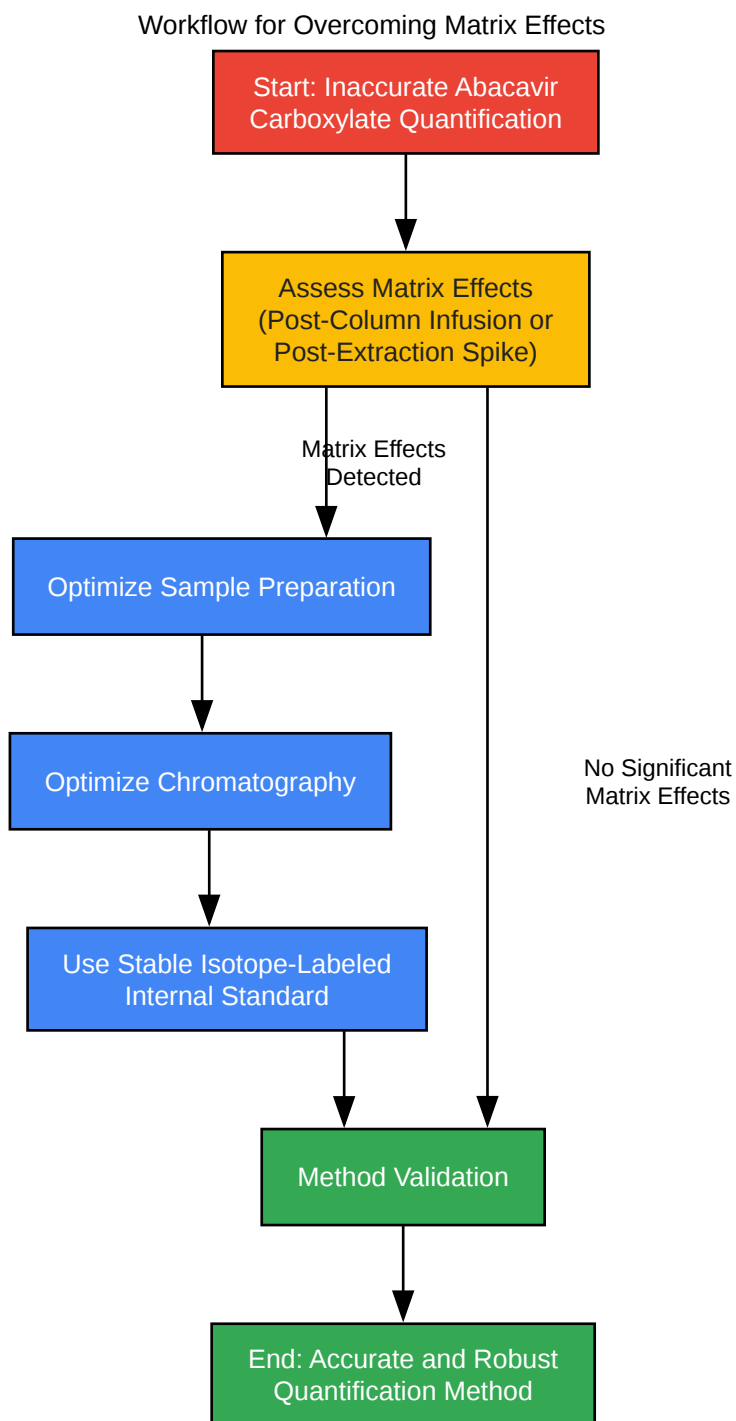 Workflow for Overcoming Matrix Effects
Start: Inaccurate Abacavir
Carboxylate Quantification
Assess Matrix Effects
(Post-Column Infusion or
Post-Extraction Spike)
Matrix Effects
Detected
Optimize Sample Preparation
Optimize Chromatography
No Significant
Matrix Effects
Use Stable Isotope-Labeled
Internal Standard
Method Validation
End: Accurate and Robust
Quantification Method